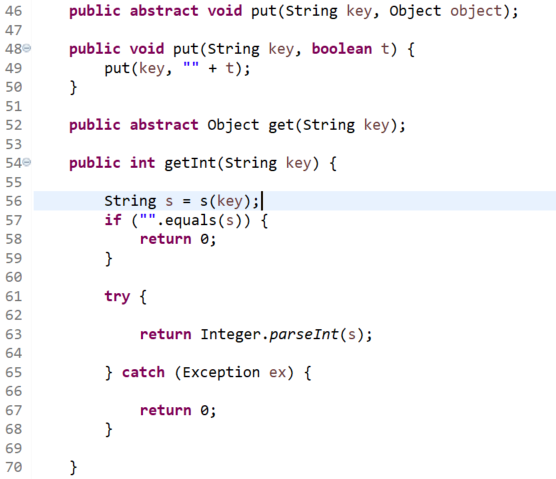 46 public abstract void put(String key, Object object);
47
48 public void put(String key, boolean t) {
49 put(key, "" + t);
50 }
51
52 public abstract Object get(String key);
53
54 public int getInt(String key) {
55
56 String s = s(key);
57 if ("".equals(s)) {
58 return 0;
59 }
60
61 try {
62
63 return Integer.parseInt(s);
64
65 } catch (Exception ex) {
66
67 return 0;
68 }
69
70 }